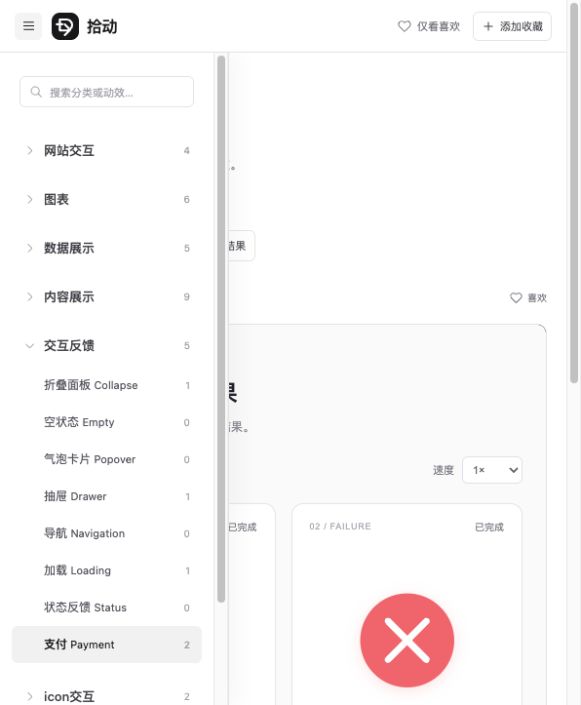 拾动
仅看喜欢
添加收藏
搜索分类或动效...
网站交互 4
图表 6
数据展示 5
结果
内容展示 9
喜欢
交互反馈 5
折叠面板 Collapse 1
果
空状态 Empty 0
结果。
气泡卡片 Popover 0
速度 1×
抽屉 Drawer 1
已完成
02 / FAILURE 已完成
导航 Navigation 0
加载 Loading 1
状态反馈 Status 0
支付 Payment 2
icon交互 2